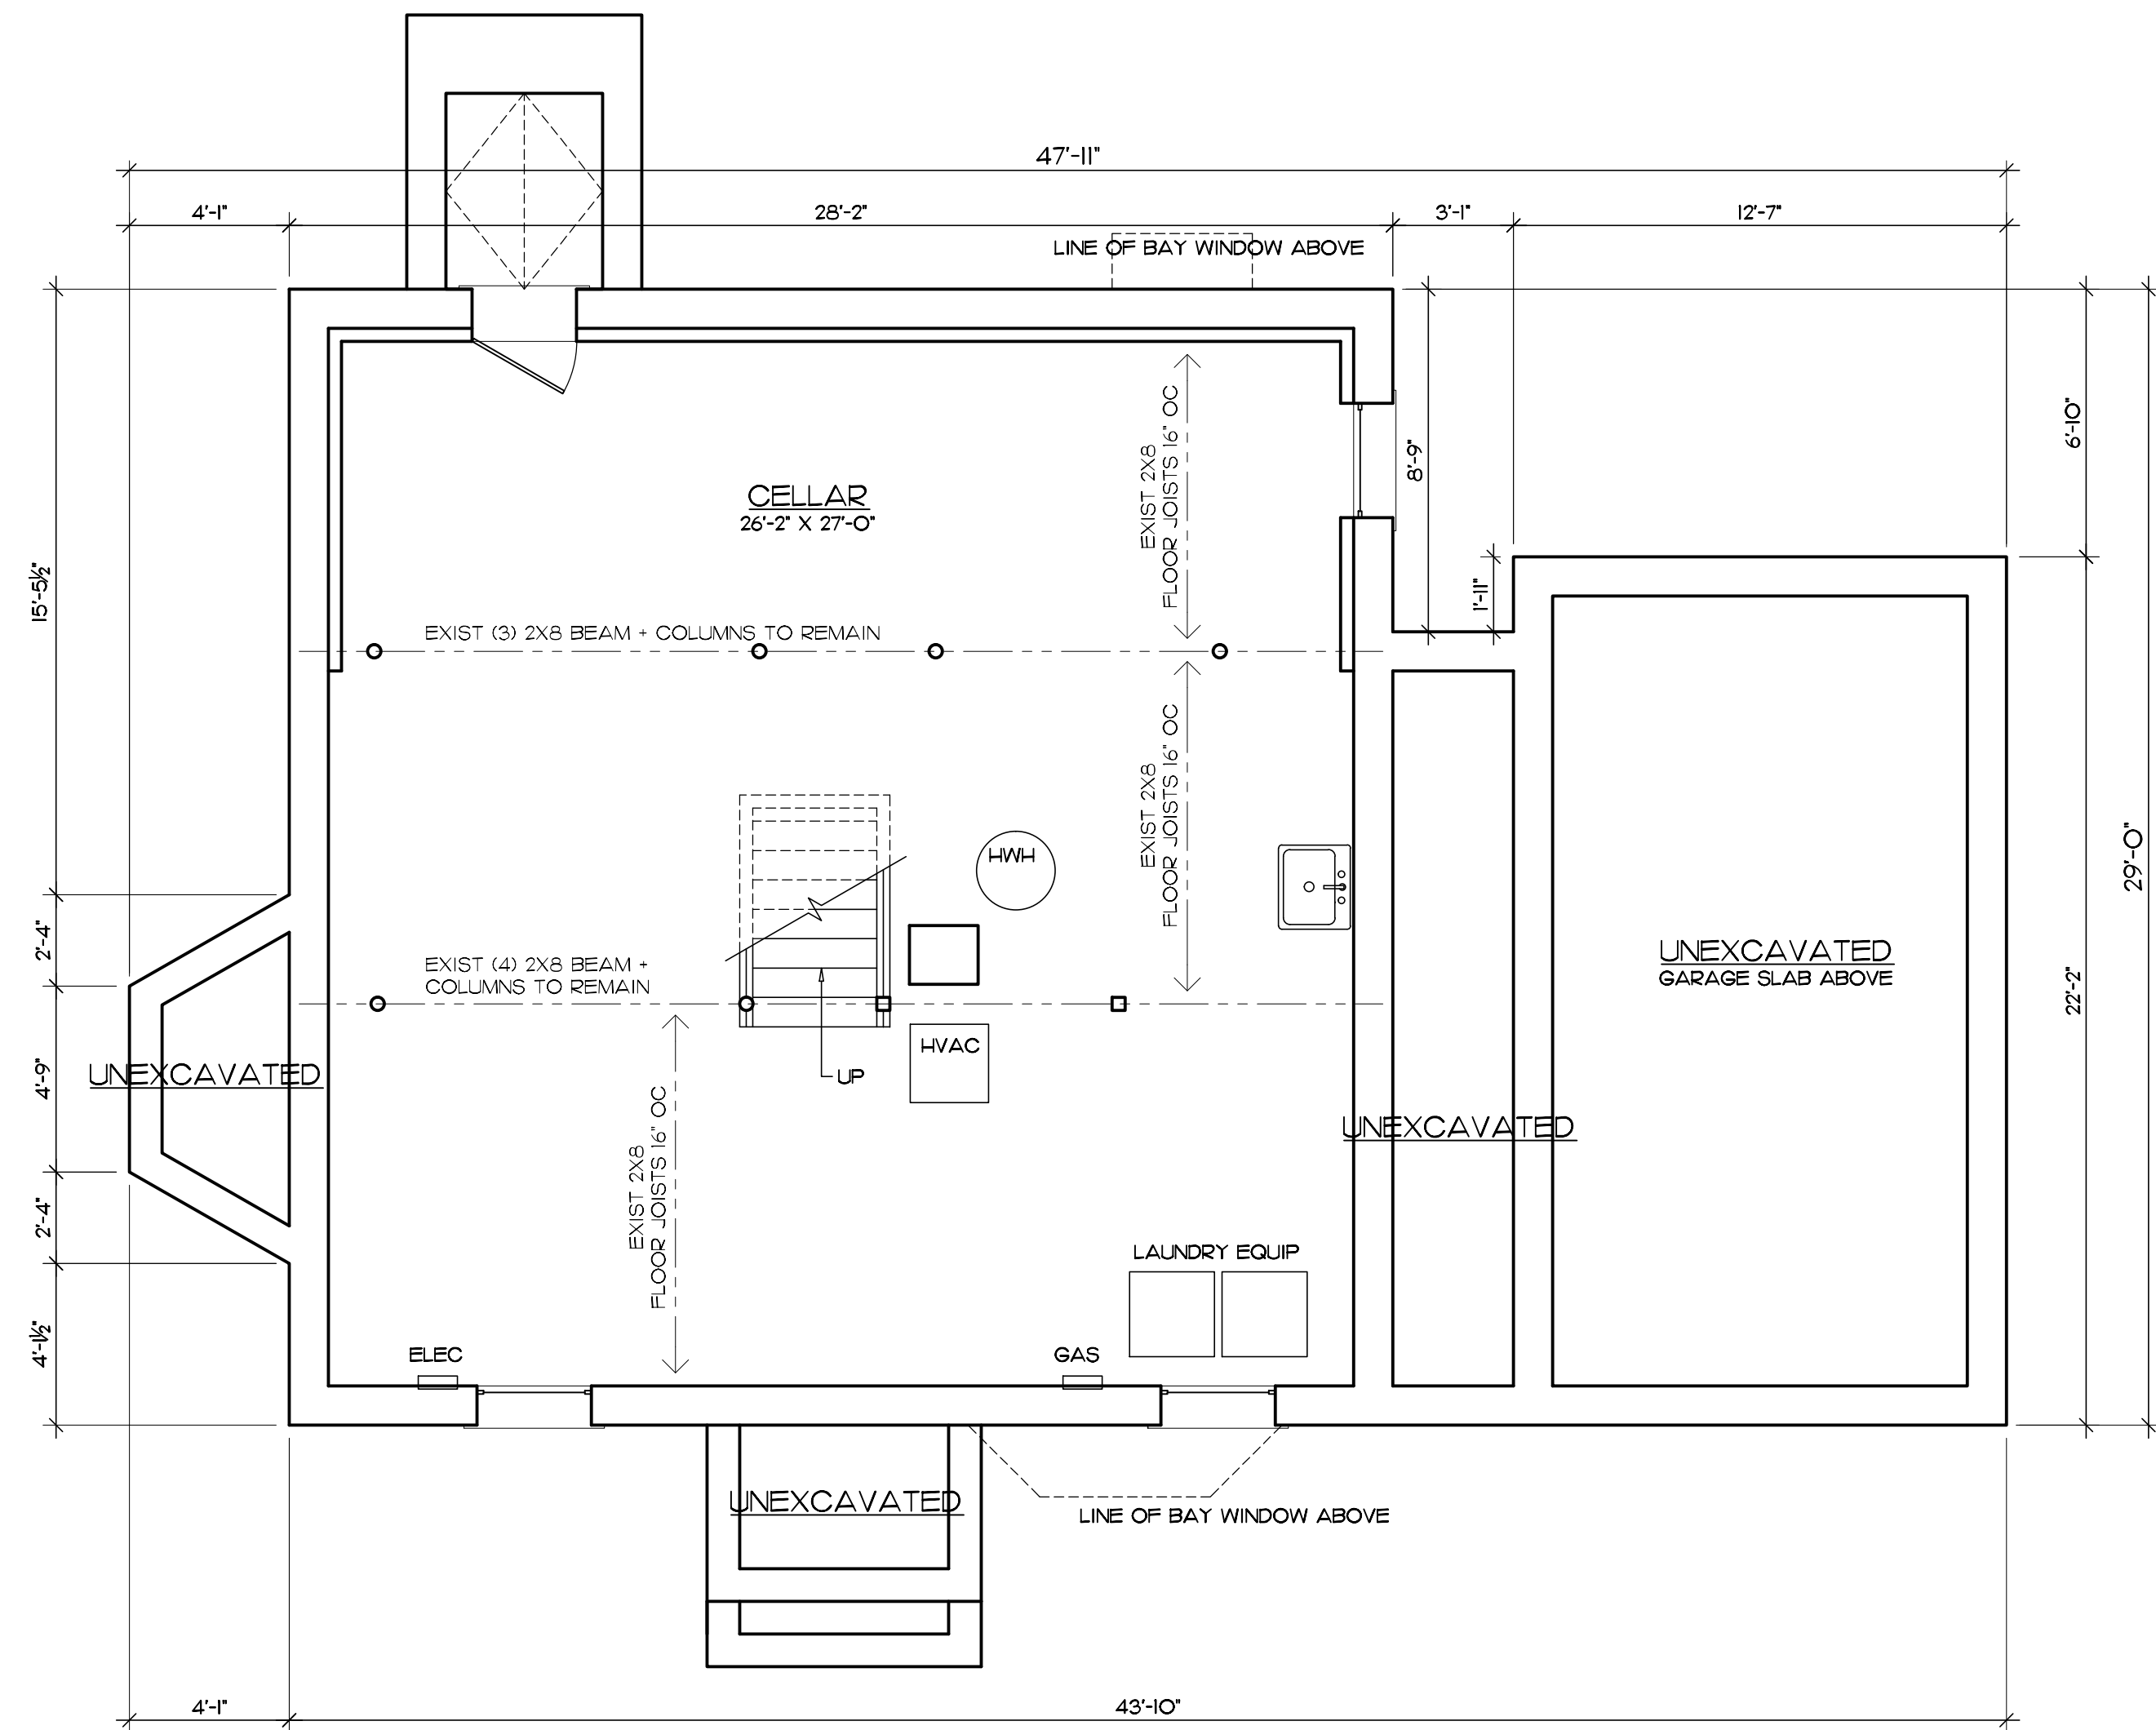 47'-11"
4'-1"
28'-2"
3'-1"
12'-7"
LINE OF BAY WINDOW ABOVE
15'-5½"
2'-4"
4'-9"
2'-4"
4'-1½"
CELLAR
26'-2" X 27'-0"
EXIST 2X8
FLOOR JOISTS 16" OC
8'-9"
1'-11"
6'-10"
22'-2"
29'-0"
EXIST (3) 2X8 BEAM + COLUMNS TO REMAIN
EXIST 2X8
FLOOR JOISTS 16" OC
HWH
EXIST (4) 2X8 BEAM +
COLUMNS TO REMAIN
UNEXCAVATED
GARAGE SLAB ABOVE
HVAC
UP
UNEXCAVATED
UNEXCAVATED
EXIST 2X8
FLOOR JOISTS 16" OC
LAUNDRY EQUIP
ELEC
GAS
UNEXCAVATED
LINE OF BAY WINDOW ABOVE
4'-1"
43'-10"